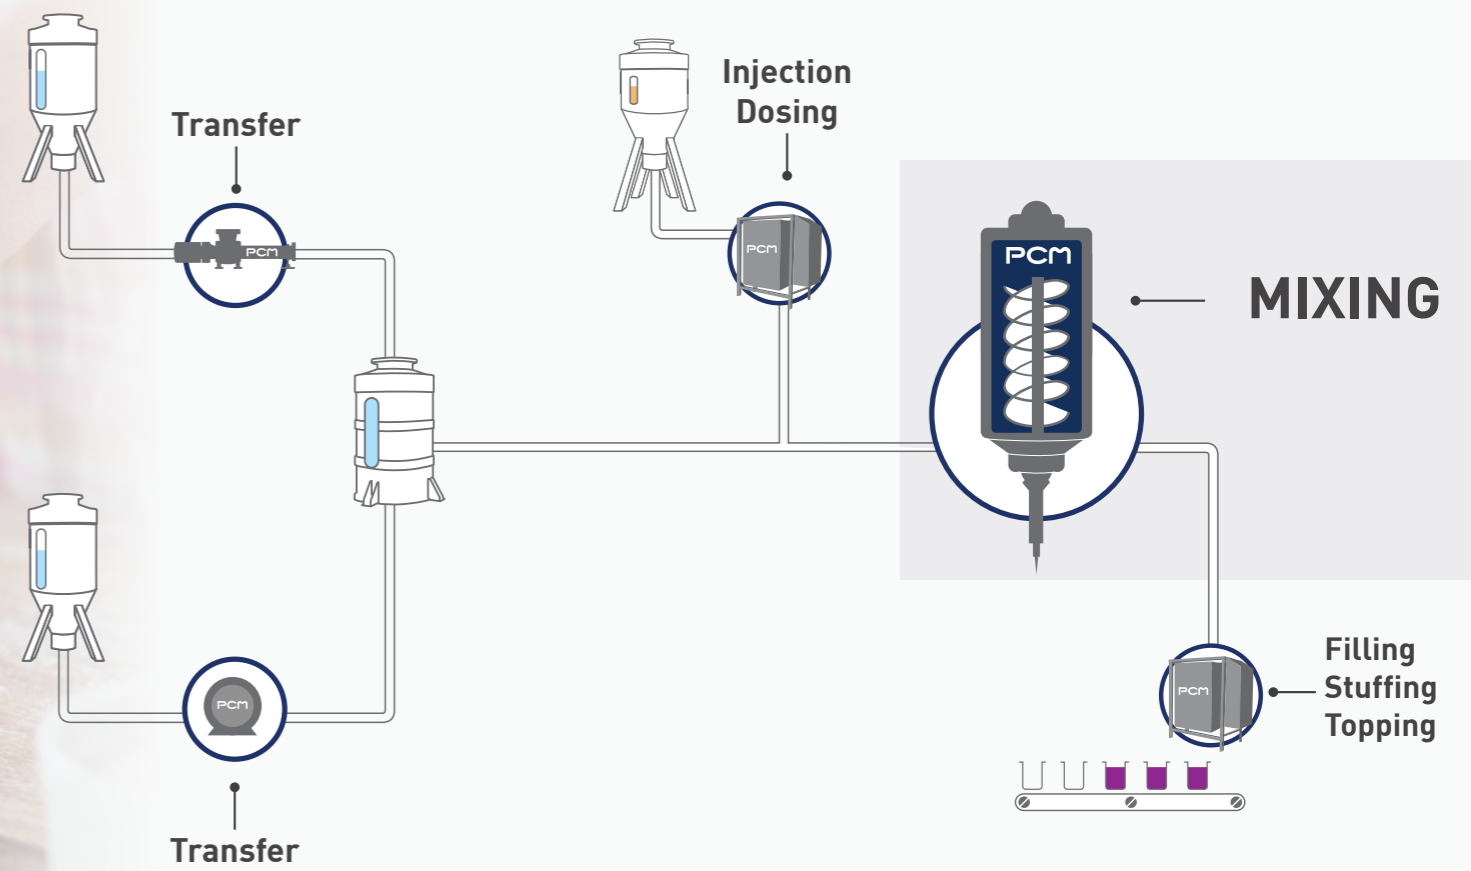 Transfer
PCM
Injection
Dosing
PCM
PCM
MIXING
PCM
Transfer
PCM
Filling
Stuffing
Topping